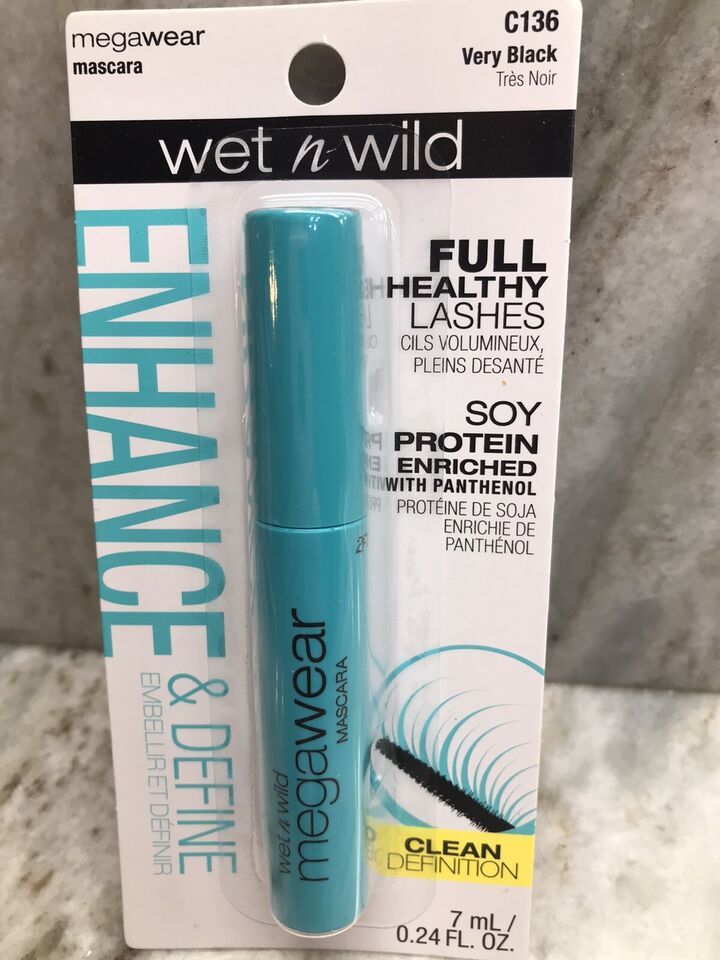 megawear
mascara
C136
Very Black
Très Noir
wet n wild
ENHANCE
& DEFINE
EMBELLIR ET DÉFINIR
FULL
HEALTHY
LASHES
CILS VOLUMINEUX,
PLEINS DESANTÉ
SOY
PROTEIN
ENRICHED
WITH PANTHENOL
PROTÉINE DE SOJA
ENRICHIE DE
PANTHÉNOL
wet n wild
megawear
MASCARA
CLEAN
DEFINITION
7 mL /
0.24 FL. OZ.